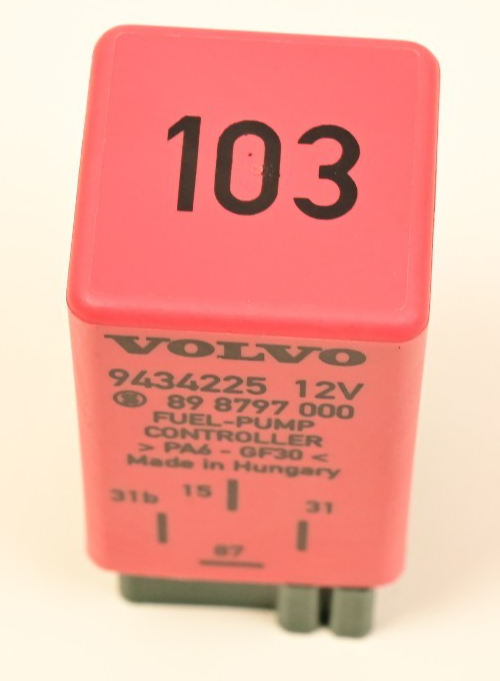 103
VOLVO
9434225 12V
89 8797 000
FUEL-PUMP
CONTROLLER
> PA6 - GF30 <
Made in Hungary
31b 15 31
87